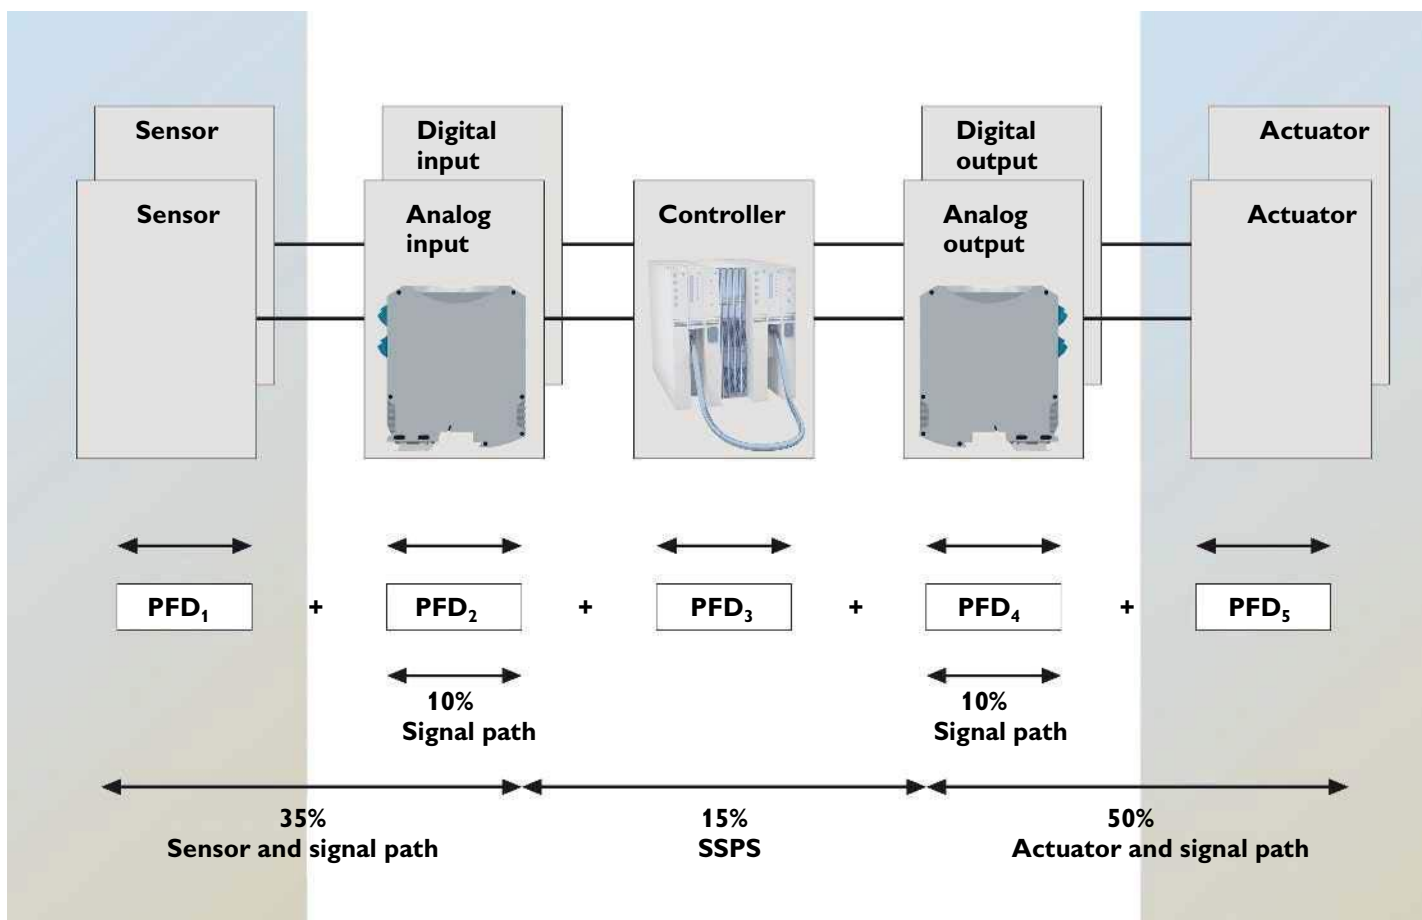 Sensor
Digital
input
Digital
output
Actuator
Sensor
Analog
input
Controller
Analog
output
Actuator
PFD₁ + PFD₂ + PFD₃ + PFD₄ + PFD₅
10%
Signal path
10%
Signal path
35%
Sensor and signal path
15%
SSPS
50%
Actuator and signal path